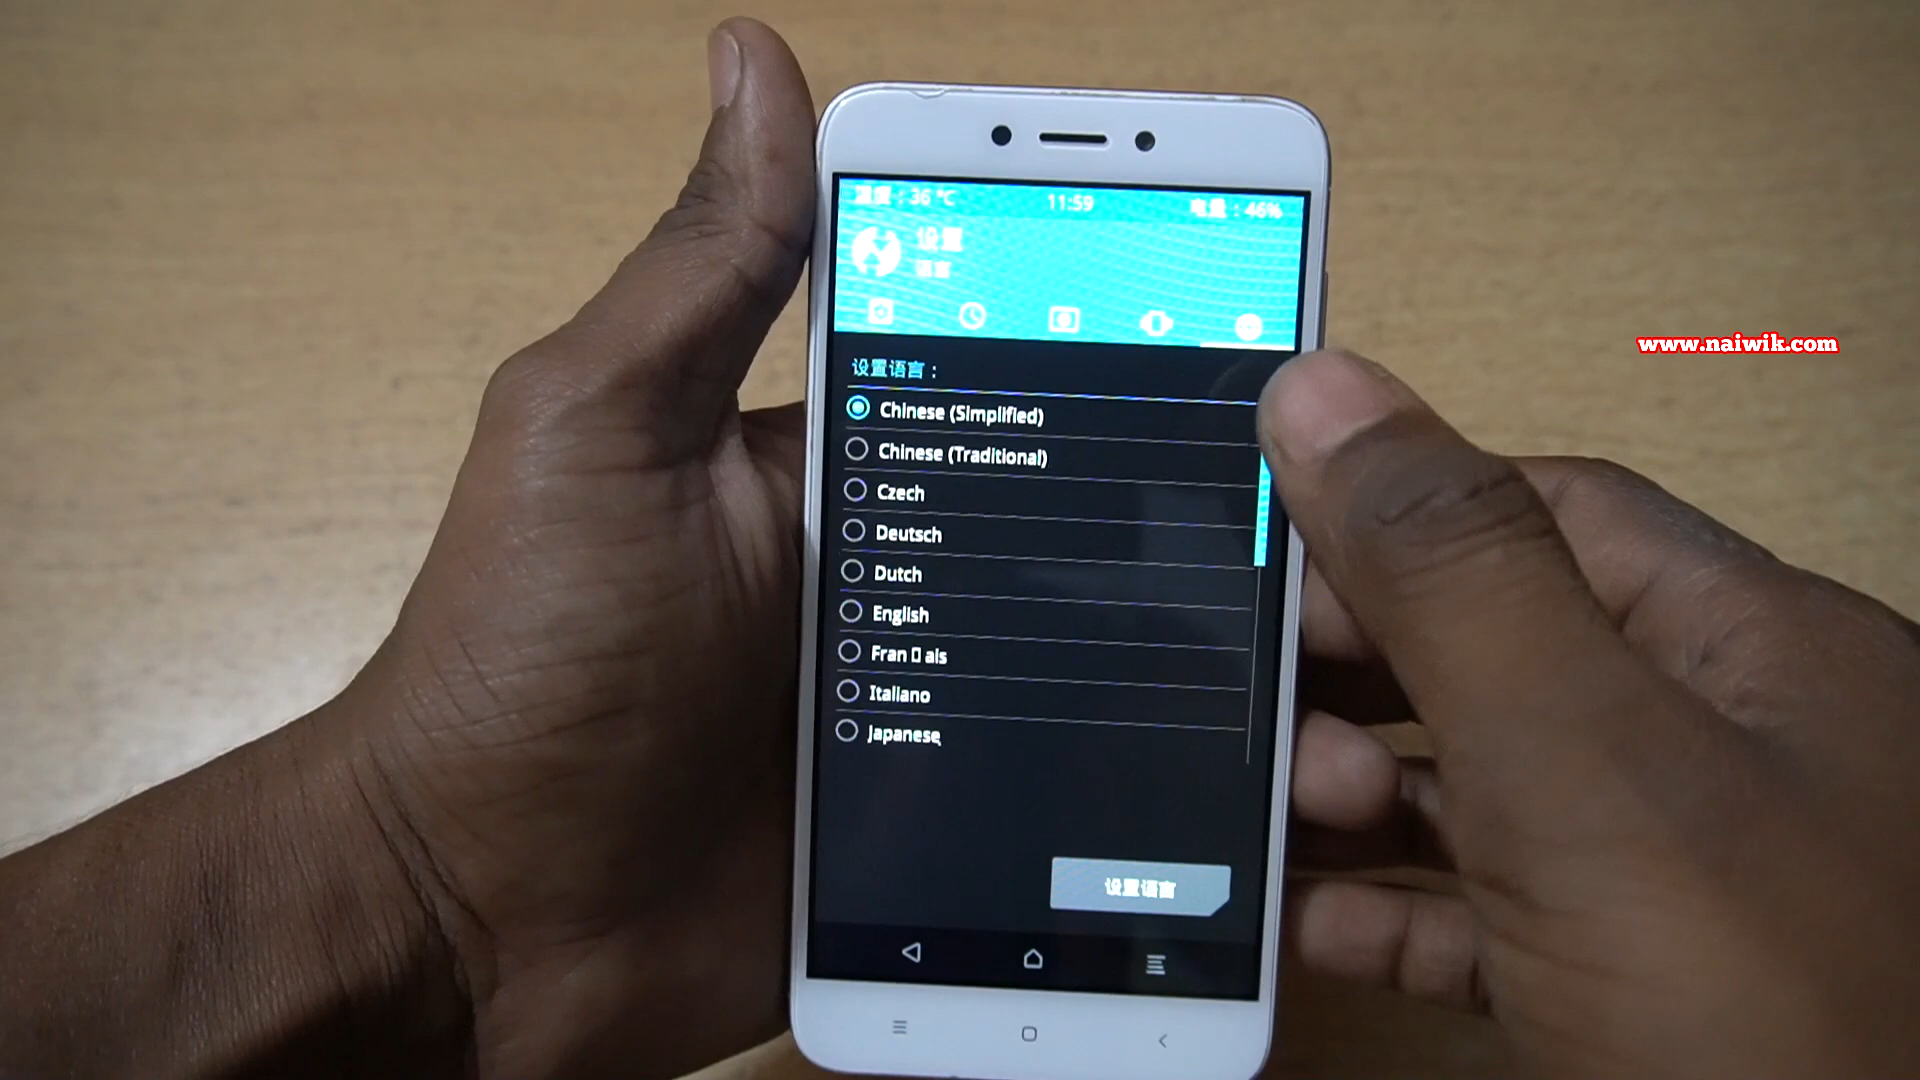 温度：36 °C
11:59
电量：46%
设置
语言
www.naiwik.com
设置语言：
Chinese (Simplified)
Chinese (Traditional)
Czech
Deutsch
Dutch
English
Fran▯ais
Italiano
Japanese
设置语言